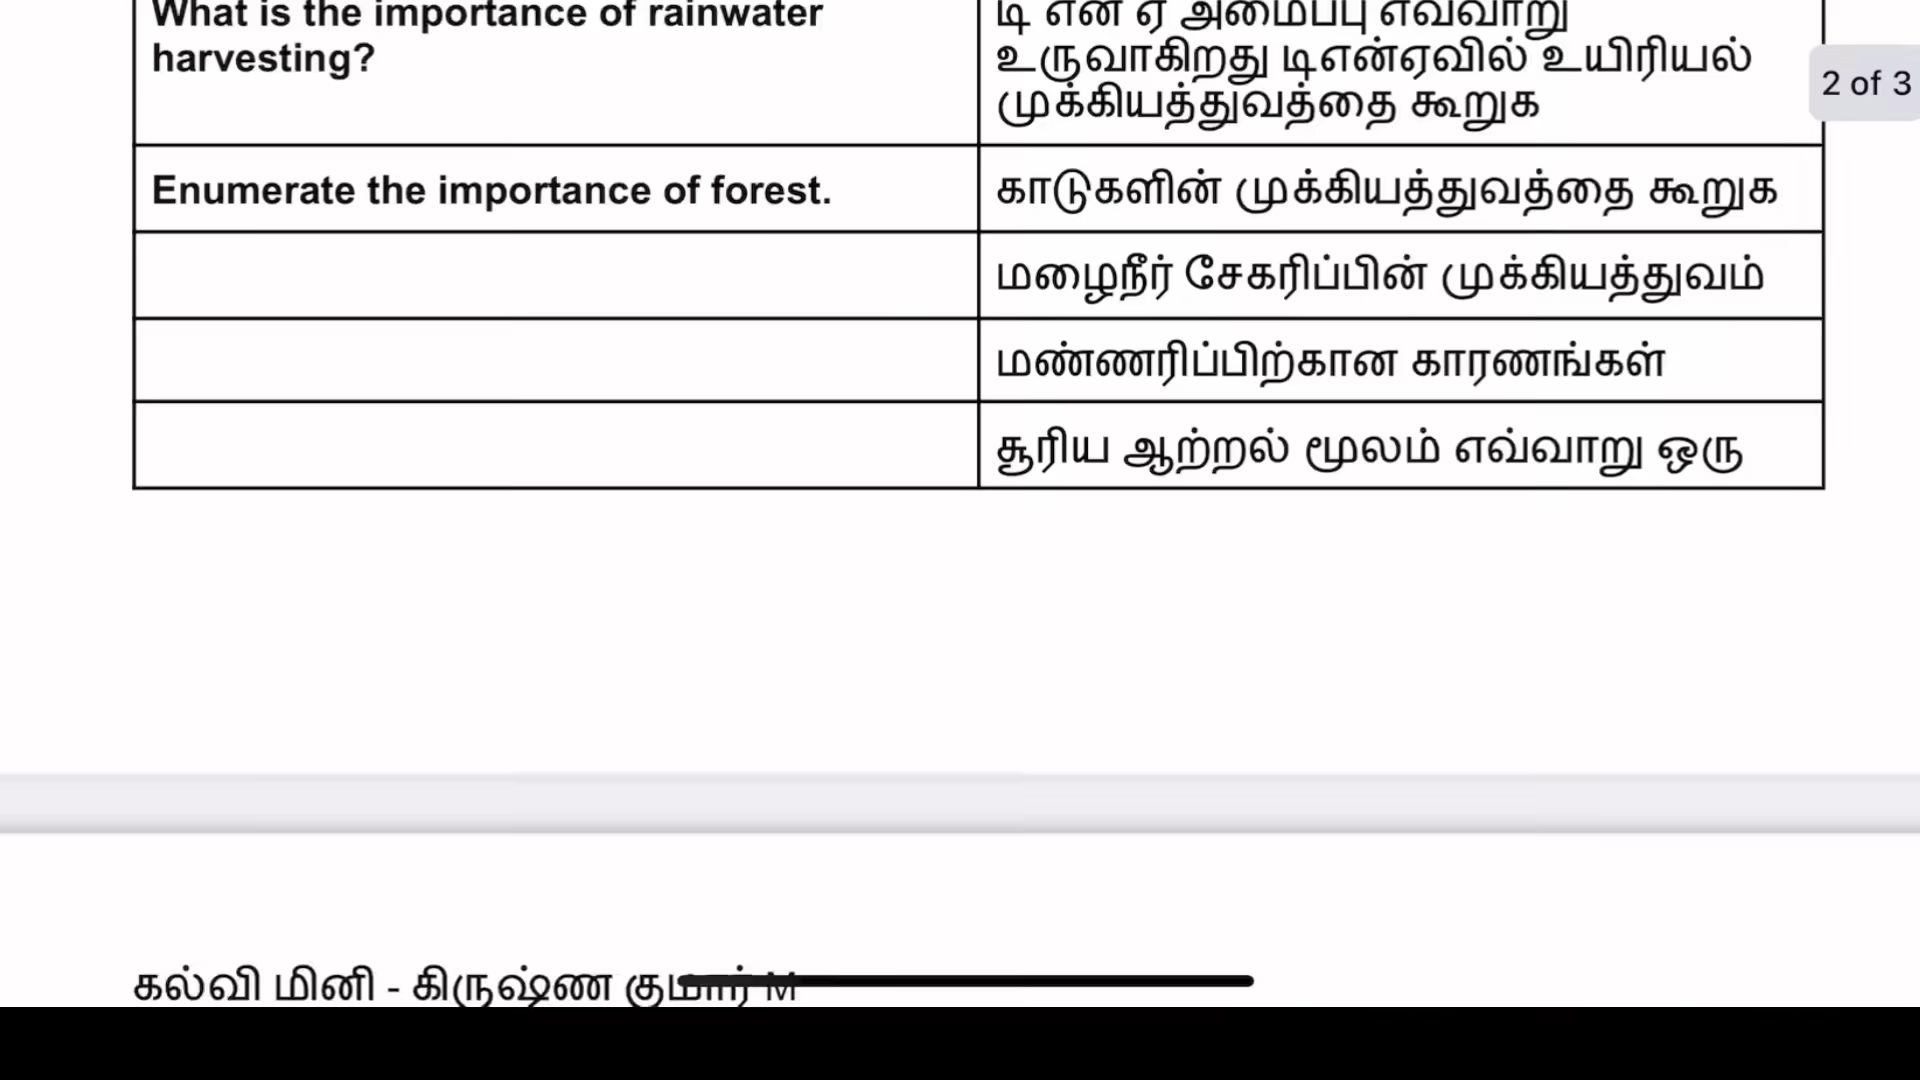 What is the importance of rainwater
harvesting?
டி என் ஏ அமைப்பு எவ்வாறு
உருவாகிறது டிஎன்ஏவில் உயிரியல்
முக்கியத்துவத்தை கூறுக
2 of 3
Enumerate the importance of forest.
காடுகளின் முக்கியத்துவத்தை கூறுக
மழைநீர் சேகரிப்பின் முக்கியத்துவம்
மண்ணரிப்பிற்கான காரணங்கள்
சூரிய ஆற்றல் மூலம் எவ்வாறு ஒரு
கல்வி மினி - கிருஷ்ண குமார் M